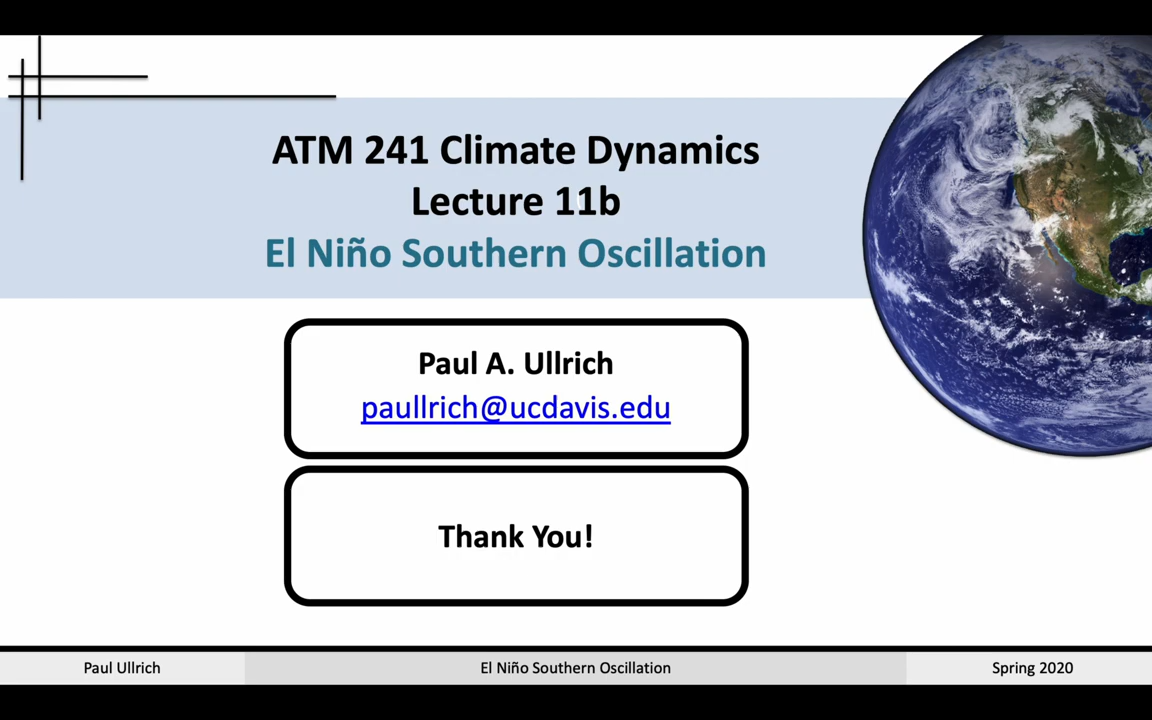 ATM 241 Climate Dynamics
Lecture 11b
El Niño Southern Oscillation
Paul A. Ullrich
paullrich@ucdavis.edu
Thank You!
Paul Ullrich
El Niño Southern Oscillation
Spring 2020